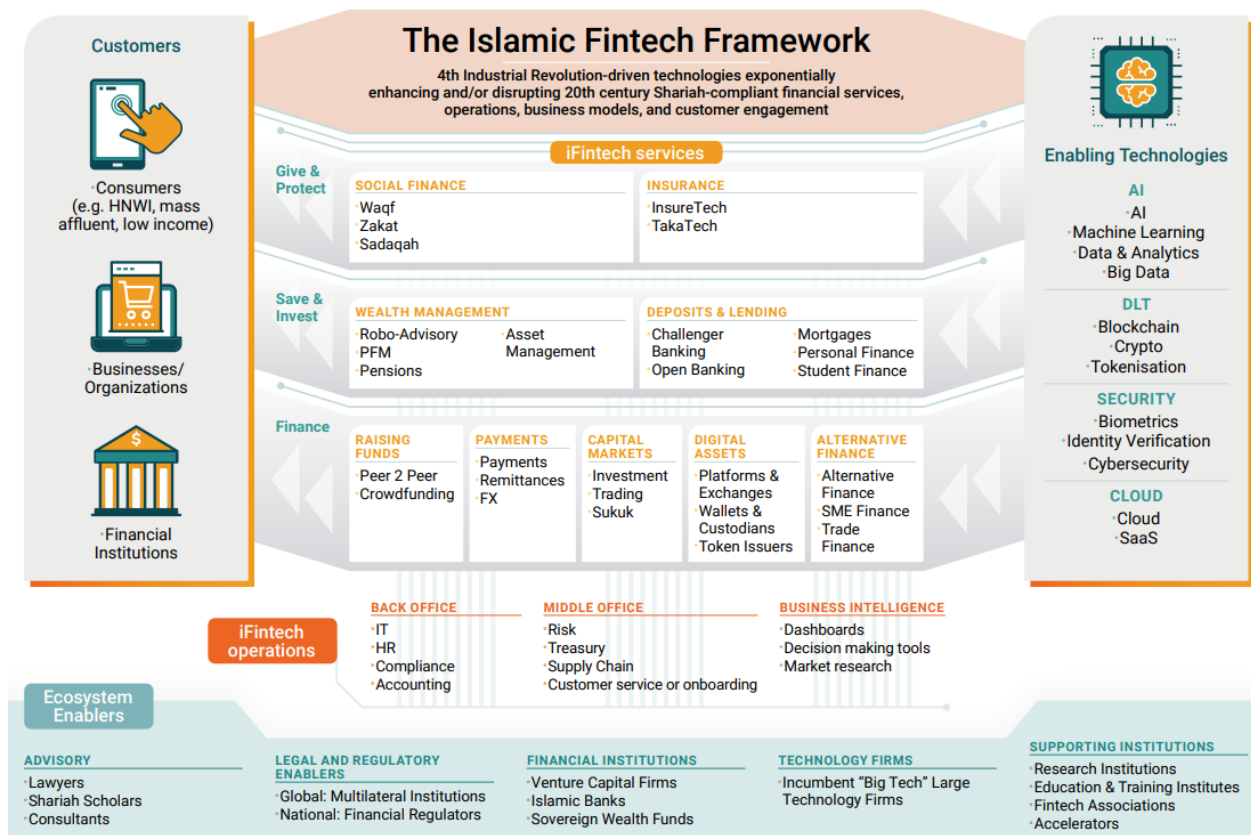 The Islamic Fintech Framework
4th Industrial Revolution-driven technologies exponentially
enhancing and/or disrupting 20th century Shariah-compliant financial services,
operations, business models, and customer engagement
Customers
·Consumers
(e.g. HNWI, mass
affluent, low income)
·Businesses/
Organizations
$
·Financial
Institutions
iFintech services
Give &
Protect
SOCIAL FINANCE
·Waqf
·Zakat
·Sadaqah
INSURANCE
·InsureTech
·TakaTech
Save &
Invest
WEALTH MANAGEMENT
·Robo-Advisory
·PFM
·Pensions
·Asset
Management
DEPOSITS & LENDING
·Challenger
Banking
·Open Banking
·Mortgages
·Personal Finance
·Student Finance
Finance
RAISING
FUNDS
·Peer 2 Peer
·Crowdfunding
PAYMENTS
·Payments
·Remittances
·FX
CAPITAL
MARKETS
·Investment
·Trading
·Sukuk
DIGITAL
ASSETS
·Platforms &
Exchanges
·Wallets &
Custodians
·Token Issuers
ALTERNATIVE
FINANCE
·Alternative
Finance
·SME Finance
·Trade
Finance
Enabling Technologies
AI
·AI
·Machine Learning
·Data & Analytics
·Big Data
DLT
·Blockchain
·Crypto
·Tokenisation
SECURITY
·Biometrics
·Identity Verification
·Cybersecurity
CLOUD
·Cloud
·SaaS
iFintech
operations
BACK OFFICE
·IT
·HR
·Compliance
·Accounting
MIDDLE OFFICE
·Risk
·Treasury
·Supply Chain
·Customer service or onboarding
BUSINESS INTELLIGENCE
·Dashboards
·Decision making tools
·Market research
Ecosystem
Enablers
ADVISORY
·Lawyers
·Shariah Scholars
·Consultants
LEGAL AND REGULATORY
ENABLERS
·Global: Multilateral Institutions
·National: Financial Regulators
FINANCIAL INSTITUTIONS
·Venture Capital Firms
·Islamic Banks
·Sovereign Wealth Funds
TECHNOLOGY FIRMS
·Incumbent “Big Tech” Large
Technology Firms
SUPPORTING INSTITUTIONS
·Research Institutions
·Education & Training Institutes
·Fintech Associations
·Accelerators